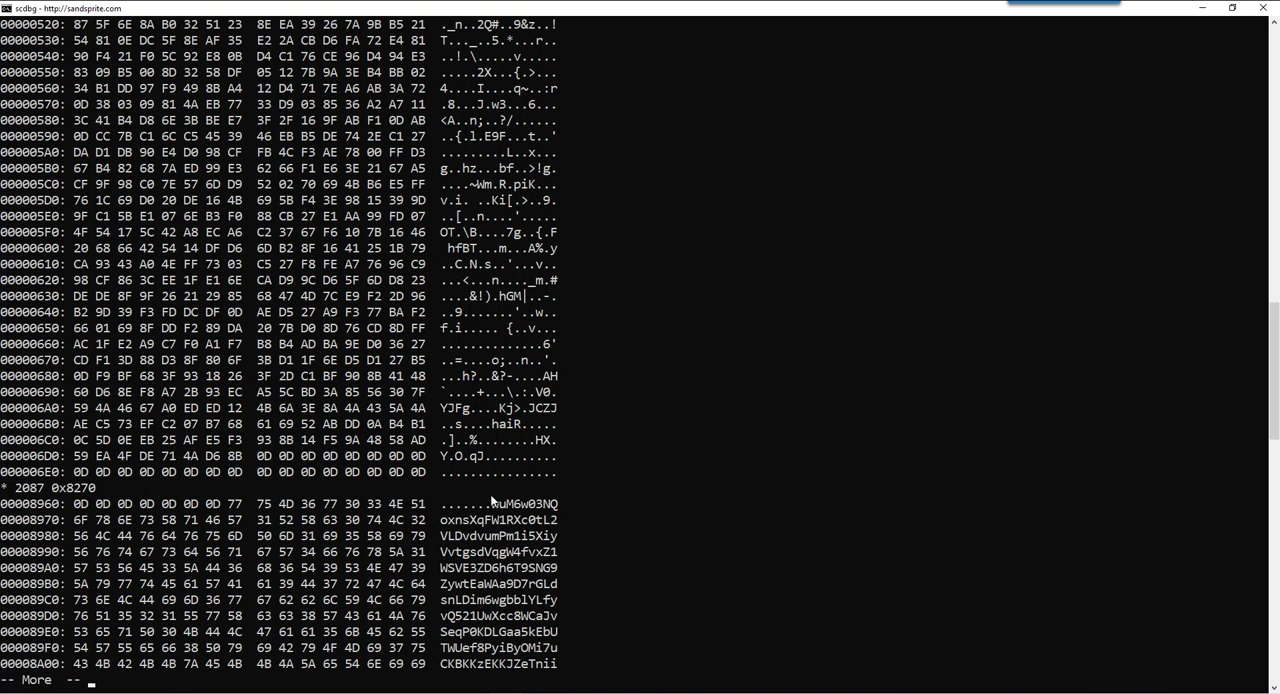 scdbg - http://sandsprite.com
00000520: 87 5F 6E 8A B0 32 51 23 8E EA 39 26 7A 9B B5 21 ._n..2Q#..9&z..!
00000530: 54 81 0E DC 5F 8E AF 35 E2 2A CB D6 FA 72 E4 81 T..._..5.*...r..
00000540: 90 F4 21 F0 5C 92 E8 0B D4 C1 76 CE 96 D4 94 E3 ..!.\.....v.....
00000550: 83 09 B5 00 8D 32 58 DF 05 12 7B 9A 3E B4 BB 02 .....2X...{.>...
00000560: 34 B1 DD 97 F9 49 8B A4 12 D4 71 7E A6 AB 3A 72 4....I....q~..:r
00000570: 0D 38 03 09 81 4A EB 77 33 D9 03 85 36 A2 A7 11 .8...J.w3...6...
00000580: 3C 41 B4 D8 6E 3B BE E7 3F 2F 16 9F AB F1 0D AB <A..n;..?/......
00000590: 0D CC 7B C1 6C C5 45 39 46 EB B5 DE 74 2E C1 27 ..{.l.E9F...t..'
000005A0: DA D1 DB 90 E4 D0 98 CF FB 4C F3 AE 78 00 FF D3 .........L..x...
000005B0: 67 B4 82 68 7A ED 99 E3 62 66 F1 E6 3E 21 67 A5 g..hz...bf..>!g.
000005C0: CF 9F 98 C0 7E 57 6D D9 52 02 70 69 4B B6 E5 FF ....~Wm.R.piK...
000005D0: 76 1C 69 D0 20 DE 16 4B 69 5B F4 3E 98 15 39 9D v.i. ..Ki[.>..9.
000005E0: 9F C1 5B E1 07 6E B3 F0 88 CB 27 E1 AA 99 FD 07 ..[..n....'.....
000005F0: 4F 54 17 5C 42 A8 EC A6 C2 37 67 F6 10 7B 16 46 OT.\B....7g..{.F
00000600: 20 68 66 42 54 14 DF D6 6D B2 8F 16 41 25 1B 79  hfBT...m...A%.y
00000610: CA 93 43 A0 4E FF 73 03 C5 27 F8 FE A7 76 96 C9 ..C.N.s..'...v..
00000620: 98 CF 86 3C EE 1F E1 6E CA D9 9C D6 5F 6D D8 23 ...<...n...._m.#
00000630: DE DE 8F 9F 26 21 29 85 68 47 4D 7C E9 F2 2D 96 ....&!).hGM|..-.
00000640: B2 9D 39 F3 FD DC DF 0D AE D5 27 A9 F3 77 BA F2 ..9.......'..w..
00000650: 66 01 69 8F DD F2 89 DA 20 7B D0 8D 76 CD 8D FF f.i..... {..v...
00000660: AC 1F E2 A9 C7 F0 A1 F7 B8 B4 AD BA 9E D0 36 27 ..............6'
00000670: CD F1 3D 88 D3 8F 80 6F 3B D1 1F 6E D5 D1 27 B5 ..=....o;..n..'.
00000680: 0D F9 BF 68 3F 93 18 26 3F 2D C1 BF 90 8B 41 48 ...h?..&?-....AH
00000690: 60 D6 8E F8 A7 2B 93 EC A5 5C BD 3A 85 56 30 7F `....+...\.:.V0.
000006A0: 59 4A 46 67 A0 ED ED 12 4B 6A 3E 8A 4A 43 5A 4A YJFg....Kj>.JCZJ
000006B0: AE C5 73 EF C2 07 B7 68 61 69 52 AB DD 0A B4 B1 ..s....haiR.....
000006C0: 0C 5D 0E EB 25 AF E5 F3 93 8B 14 F5 9A 48 58 AD .]..%........HX.
000006D0: 59 EA 4F DE 71 4A D6 8B 0D 0D 0D 0D 0D 0D 0D 0D Y.O.qJ..........
000006E0: 0D 0D 0D 0D 0D 0D 0D 0D 0D 0D 0D 0D 0D 0D 0D 0D ................
* 2087 0x8270
00008960: 0D 0D 0D 0D 0D 0D 0D 77 75 4D 36 77 30 33 4E 51 .......wuM6w03NQ
00008970: 6F 78 6E 73 58 71 46 57 31 52 58 63 30 74 4C 32 oxnsXqFW1RXc0tL2
00008980: 56 4C 44 76 64 76 75 6D 50 6D 31 69 35 58 69 79 VLDvdvumPm1i5Xiy
00008990: 56 76 74 67 73 64 56 71 67 57 34 66 76 78 5A 31 VvtgsdVqgW4fvxZ1
000089A0: 57 53 56 45 33 5A 44 36 68 36 54 39 53 4E 47 39 WSVE3ZD6h6T9SNG9
000089B0: 5A 79 77 74 45 61 57 41 61 39 44 37 72 47 4C 64 ZywtEaWAa9D7rGLd
000089C0: 73 6E 4C 44 69 6D 36 77 67 62 62 6C 59 4C 66 79 snLDim6wgbblYLfy
000089D0: 76 51 35 32 31 55 77 58 63 63 38 57 43 61 4A 76 vQ521UwXcc8WCaJv
000089E0: 53 65 71 50 30 4B 44 4C 47 61 61 35 6B 45 62 55 SeqP0KDLGaa5kEbU
000089F0: 54 57 55 65 66 38 50 79 69 42 79 4F 4D 69 37 75 TWUef8PyiByOMi7u
00008A00: 43 4B 42 4B 4B 7A 45 4B 4B 4A 5A 65 54 6E 69 69 CKBKKzEKKJZeTnii
-- More --